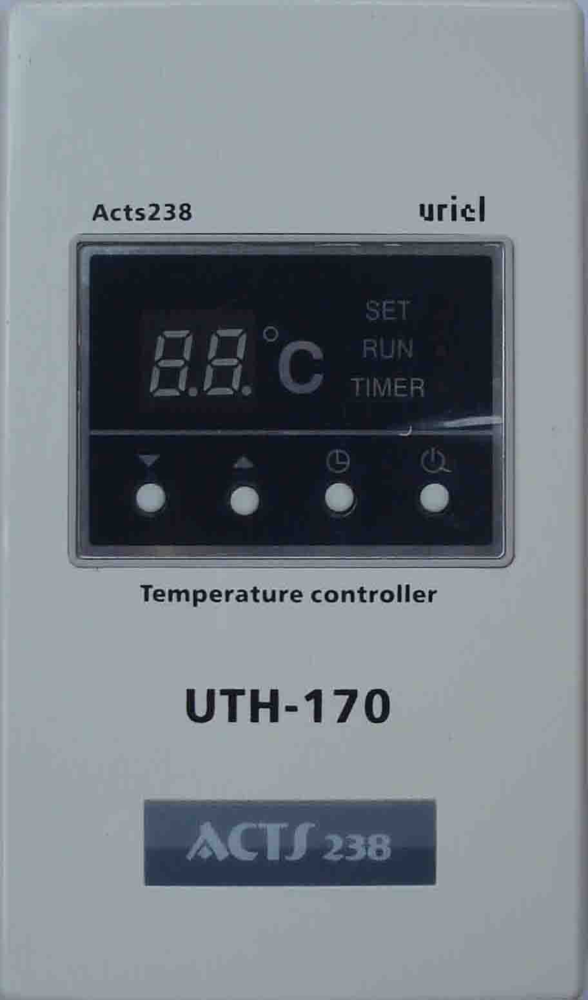 Acts238 uriel
8.8. °C
SET
RUN
TIMER
Temperature controller
UTH-170
ACTS 238